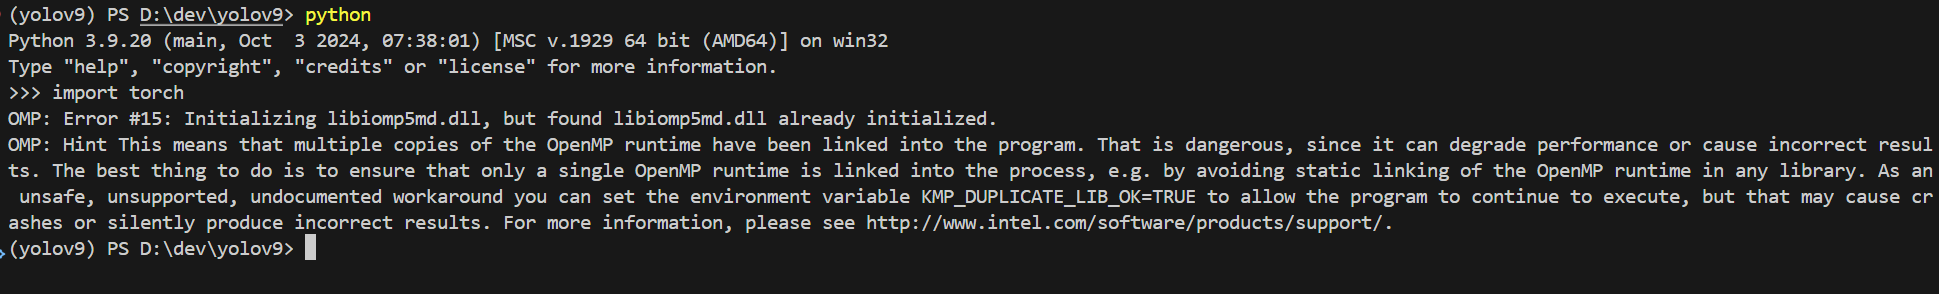 (yolov9) PS D:\dev\yolov9> python
Python 3.9.20 (main, Oct  3 2024, 07:38:01) [MSC v.1929 64 bit (AMD64)] on win32
Type "help", "copyright", "credits" or "license" for more information.
>>> import torch
OMP: Error #15: Initializing libiomp5md.dll, but found libiomp5md.dll already initialized.
OMP: Hint This means that multiple copies of the OpenMP runtime have been linked into the program. That is dangerous, since it can degrade performance or cause incorrect resul
ts. The best thing to do is to ensure that only a single OpenMP runtime is linked into the process, e.g. by avoiding static linking of the OpenMP runtime in any library. As an
 unsafe, unsupported, undocumented workaround you can set the environment variable KMP_DUPLICATE_LIB_OK=TRUE to allow the program to continue to execute, but that may cause cr
ashes or silently produce incorrect results. For more information, please see http://www.intel.com/software/products/support/.
(yolov9) PS D:\dev\yolov9>